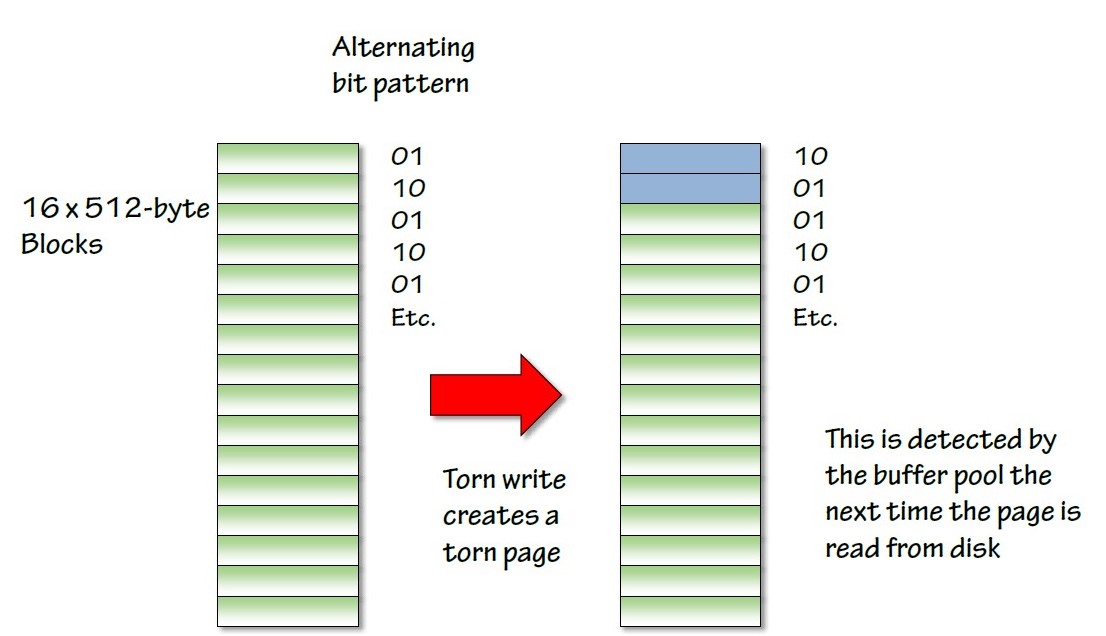 Alternating
bit pattern
16 x 512-byte
Blocks
01
10
01
10
01
Etc.
10
01
01
10
01
Etc.
Torn write
creates a
torn page
This is detected by
the buffer pool the
next time the page is
read from disk